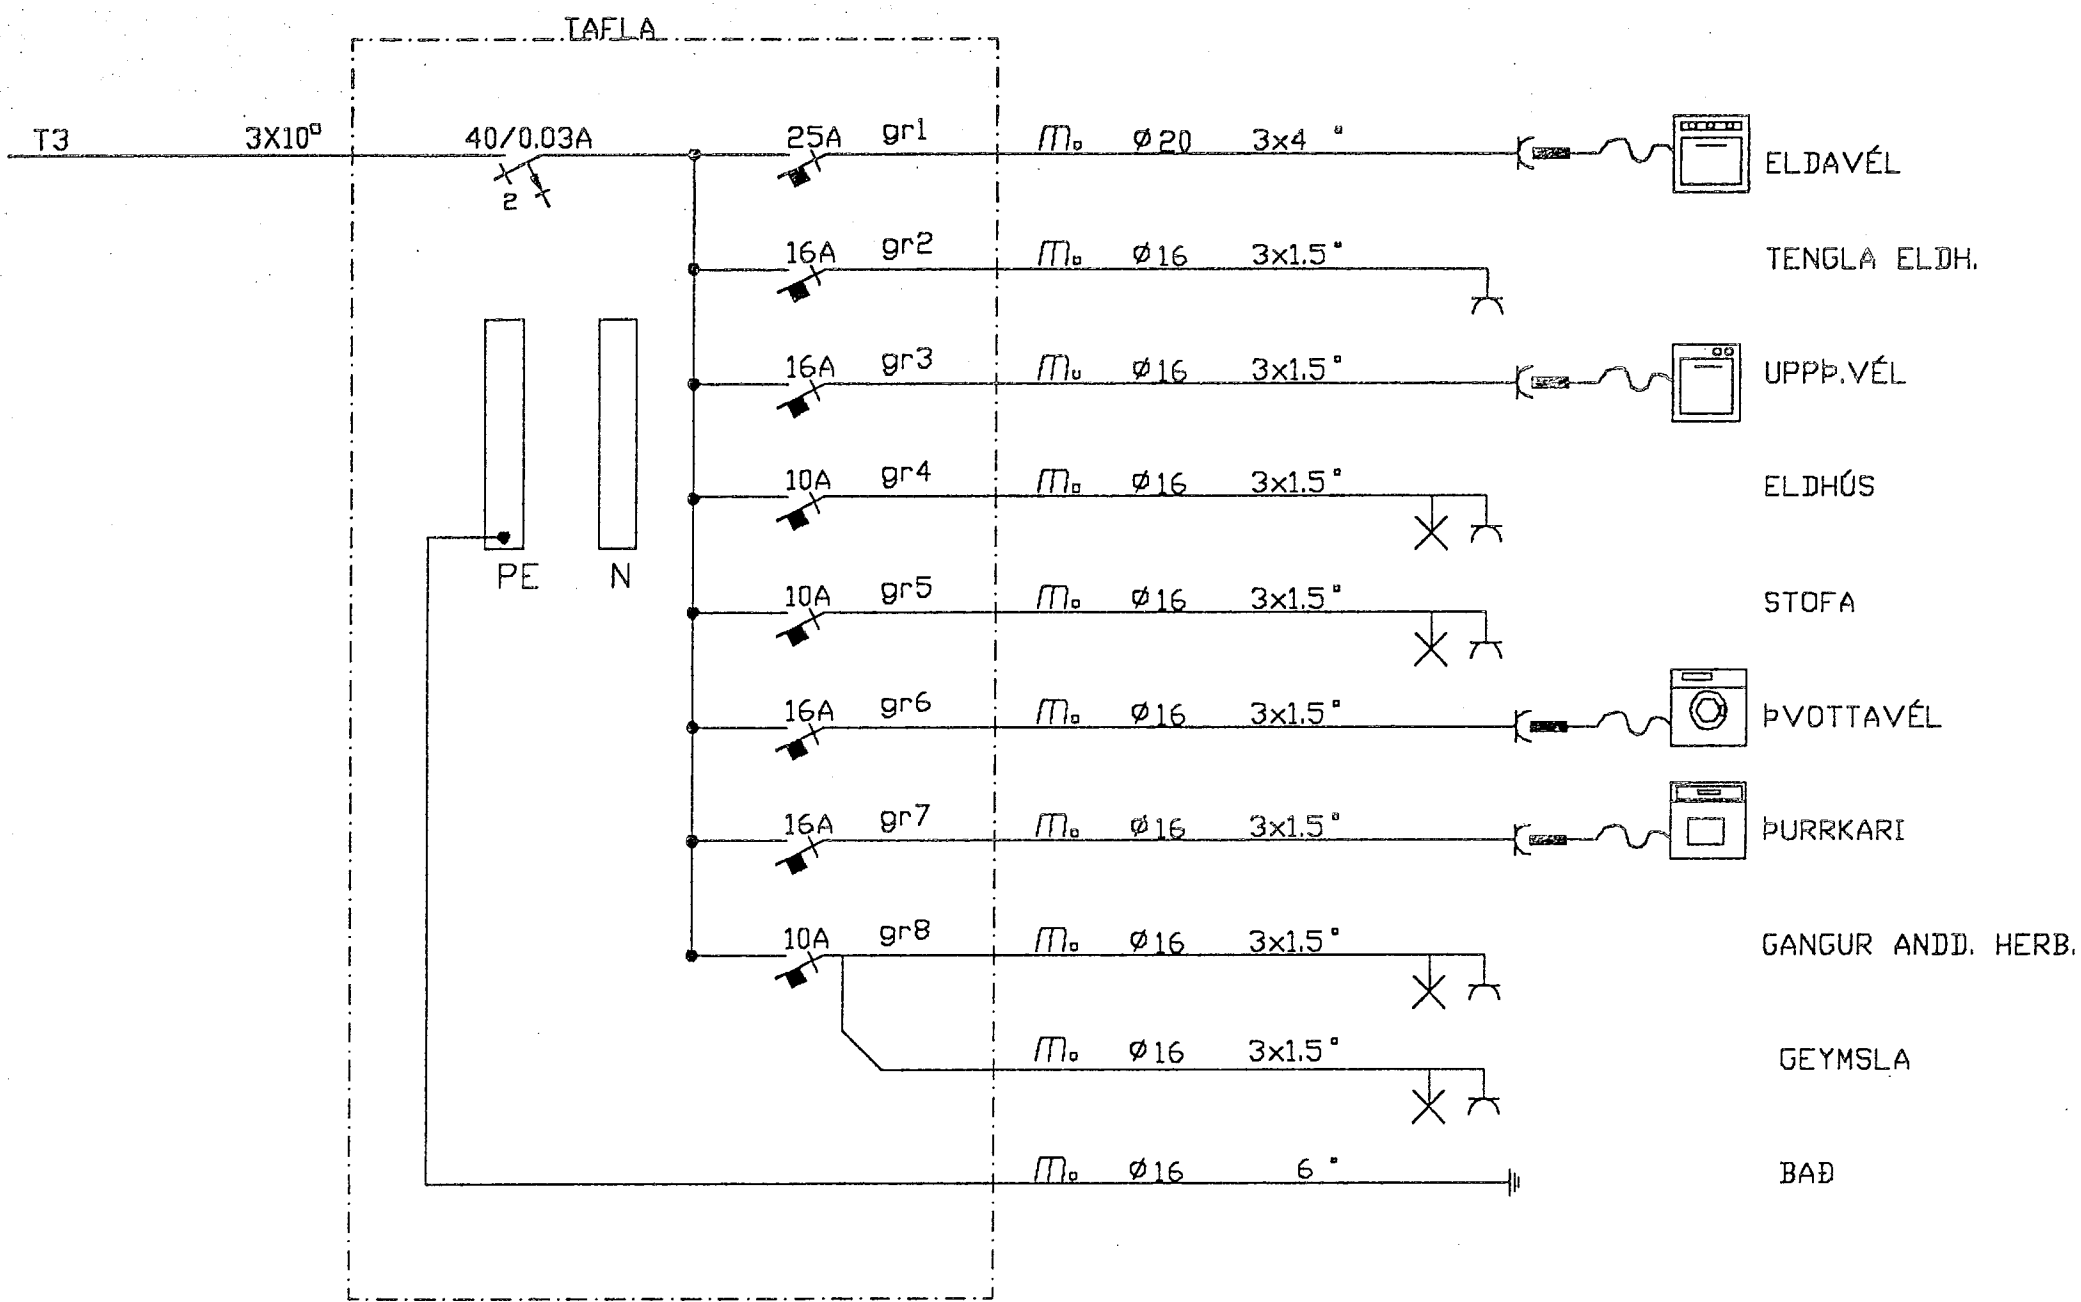 TAFLA
T3 3X10▫ 40/0.03A 25A gr1 m. ø20 3x4 ▫ ELDAVÉL
2
16A gr2 m. ø16 3x1.5▫ TENGLA ELDH.
16A gr3 m. ø16 3x1.5▫ UPPÞ.VÉL
10A gr4 m. ø16 3x1.5▫ ELDHÚS
PE N
10A gr5 m. ø16 3x1.5▫ STOFA
16A gr6 m. ø16 3x1.5▫ ÞVOTTAVÉL
16A gr7 m. ø16 3x1.5▫ ÞURRKARI
10A gr8 m. ø16 3x1.5▫ GANGUR ANDD. HERB.
m. ø16 3x1.5▫ GEYMSLA
m. ø16 6 ▫ BAÐ